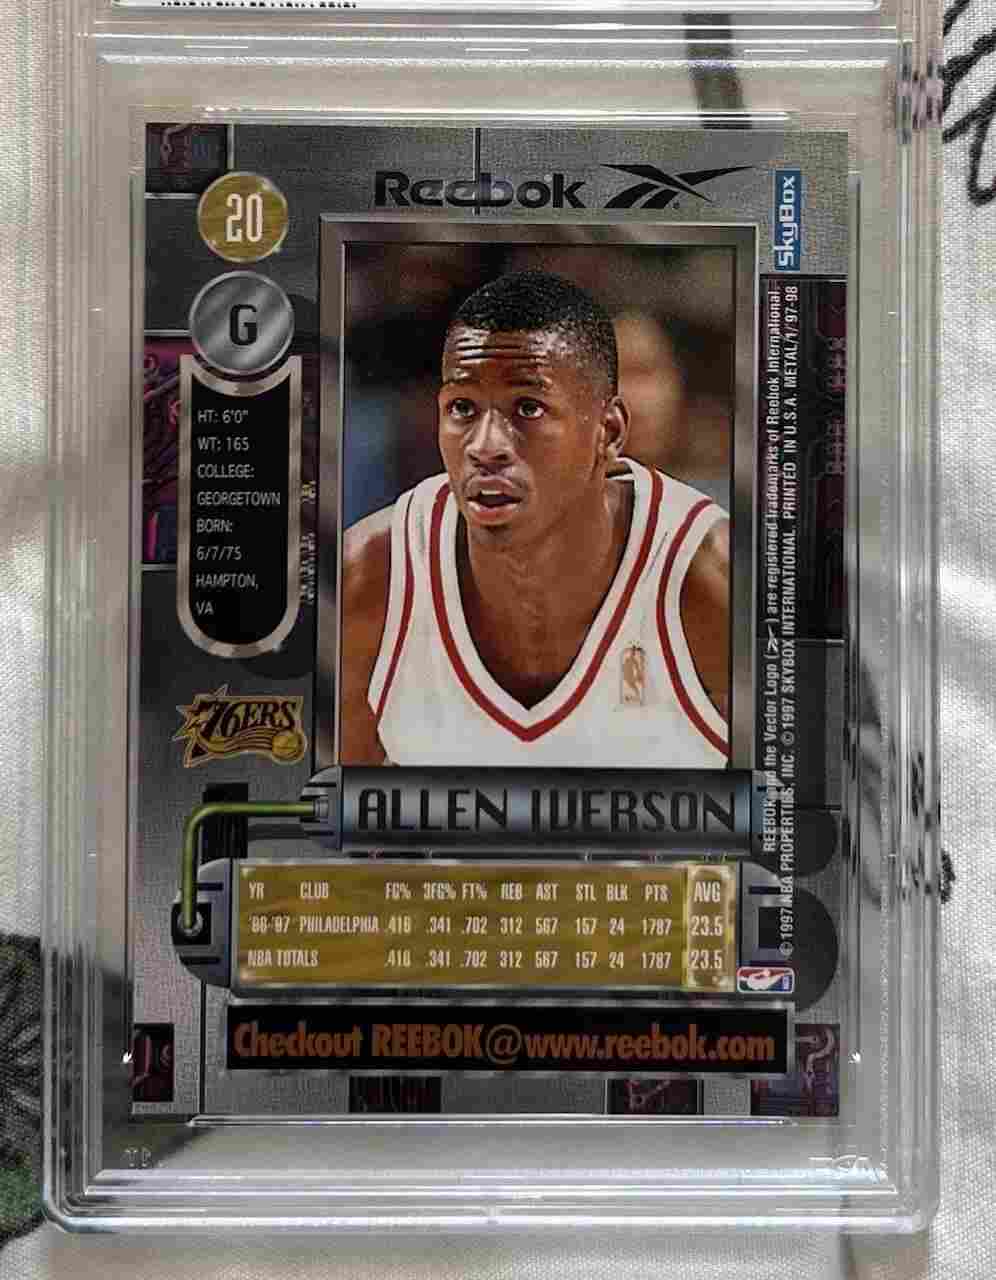 Reebok
SkyBox
20
G
HT: 6'0"
WT: 165
COLLEGE:
GEORGETOWN
BORN:
6/7/75
HAMPTON,
VA
76ERS
REEBOK and the Vector Logo ( ) are registered trademarks of Reebok International.
© 1997 NBA PROPERTIES, INC. © 1997 SKYBOX INTERNATIONAL. PRINTED IN U.S.A. METAL/1/ 97-98
ALLEN IVERSON
YR CLUB FG% 3FG% FT% REB AST STL BLK PTS AVG
'96-'97 PHILADELPHIA .416 .341 .702 312 567 157 24 1787 23.5
NBA TOTALS .416 .341 .702 312 567 157 24 1787 23.5
Checkout REEBOK@www.reebok.com